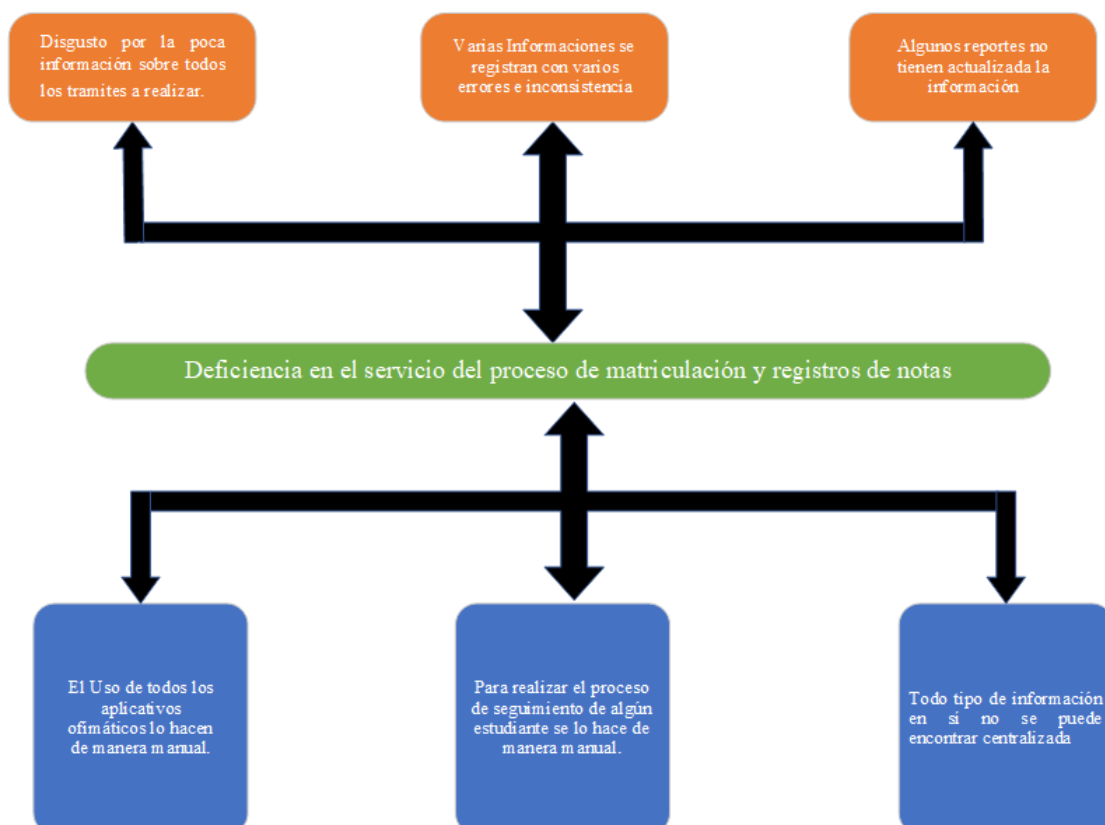 Disgusto por la poca
información sobre todos
los tramites a realizar.
Varias Informaciones se
registran con varios
errores e inconsistencia
Algunos reportes no
tienen actualizada la
información
Deficiencia en el servicio del proceso de matriculación y registros de notas
El Uso de todos los
aplicativos
ofimáticos lo hacen
de manera manual.
Para realizar el proceso
de seguimiento de algún
estudiante se lo hace de
manera manual.
Todo tipo de información
en sí no se puede
encontrar centralizada